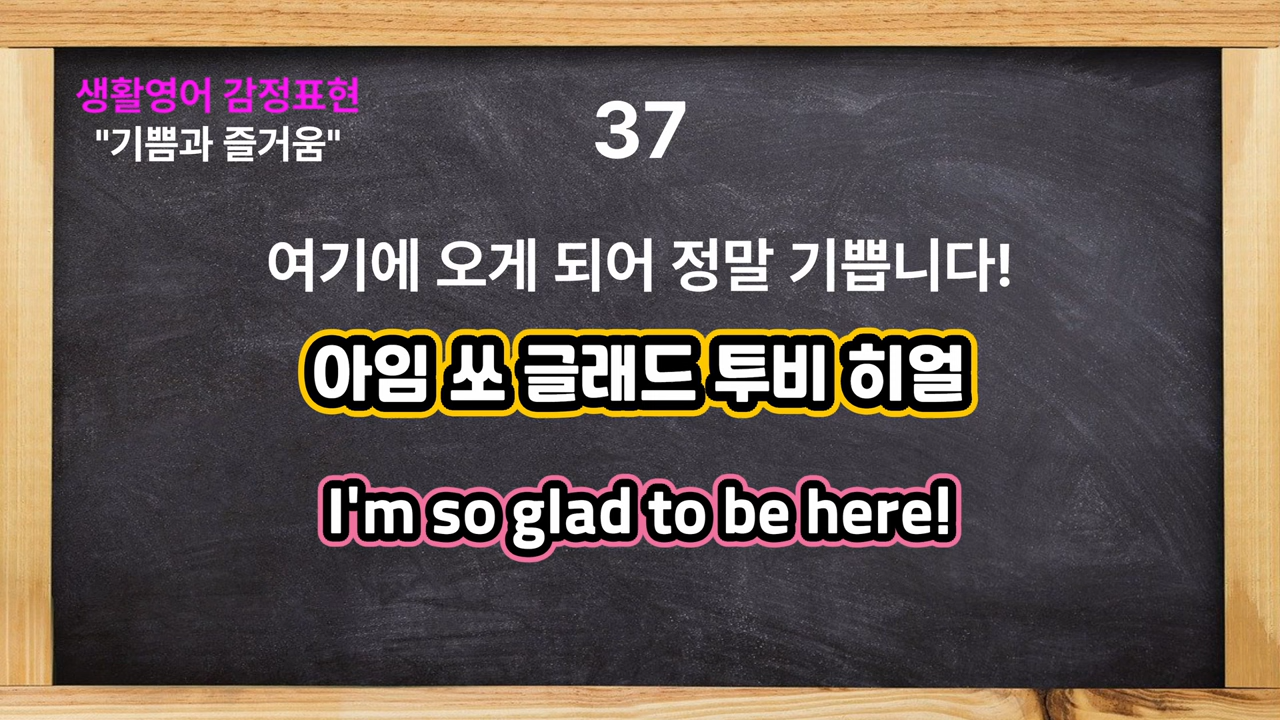 생활영어 감정표현
"기쁨과 즐거움"
37
여기에 오게 되어 정말 기쁩니다!
아임 쏘 글래드 투비 히얼
I'm so glad to be here!